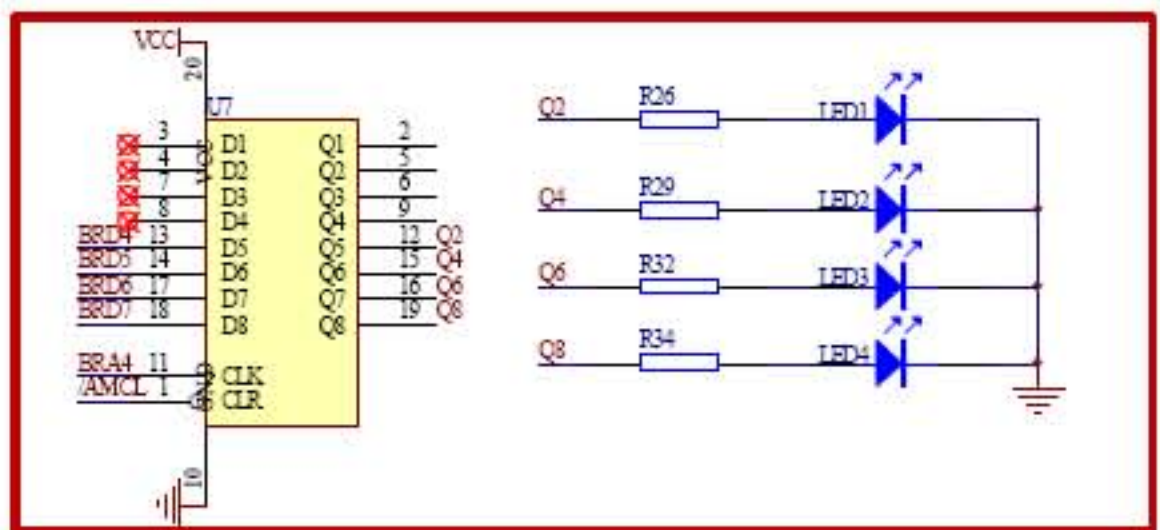 VCC
20
U7
3 D1 Q1 2
4 D2 Q2 5
7 D3 Q3 6
8 D4 Q4 9
BRD4 13 D5 Q5 12 Q2
BRD5 14 D6 Q6 15 Q4
BRD6 17 D7 Q7 16 Q6
BRD7 18 D8 Q8 19 Q8
BRA4 11 CLK
/AMCL 1 CLR
10
Q2 R26 LED1
Q4 R29 LED2
Q6 R32 LED3
Q8 R34 LED4